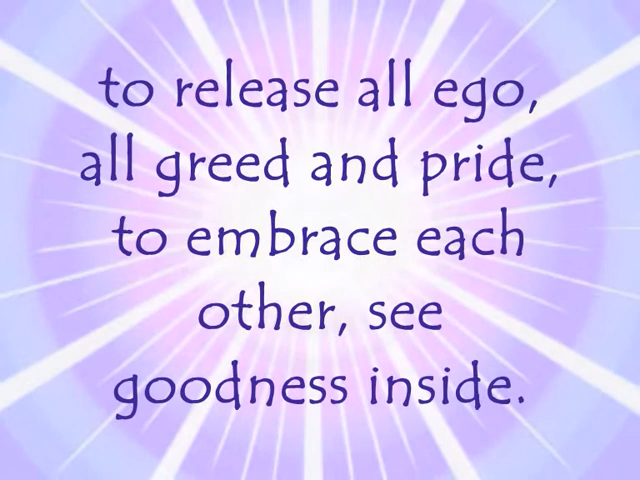 to release all ego,
all greed and pride,
to embrace each
other, see
goodness inside.